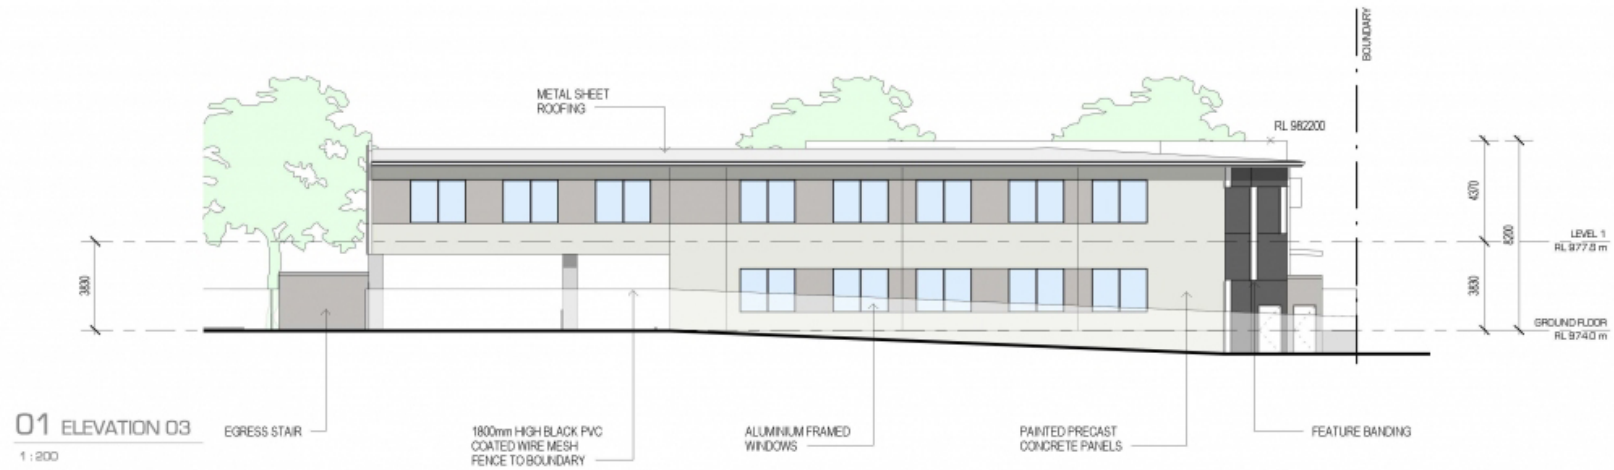 BOUNDARY
METAL SHEET
ROOFING
RL 982200
4370
8200
LEVEL 1
RL 977.8 m
3830
3830
GROUND FLOOR
RL 974.0 m
01 ELEVATION 03
1 : 200
EGRESS STAIR
1800mm HIGH BLACK PVC
COATED WIRE MESH
FENCE TO BOUNDARY
ALUMINIUM FRAMED
WINDOWS
PAINTED PRECAST
CONCRETE PANELS
FEATURE BANDING